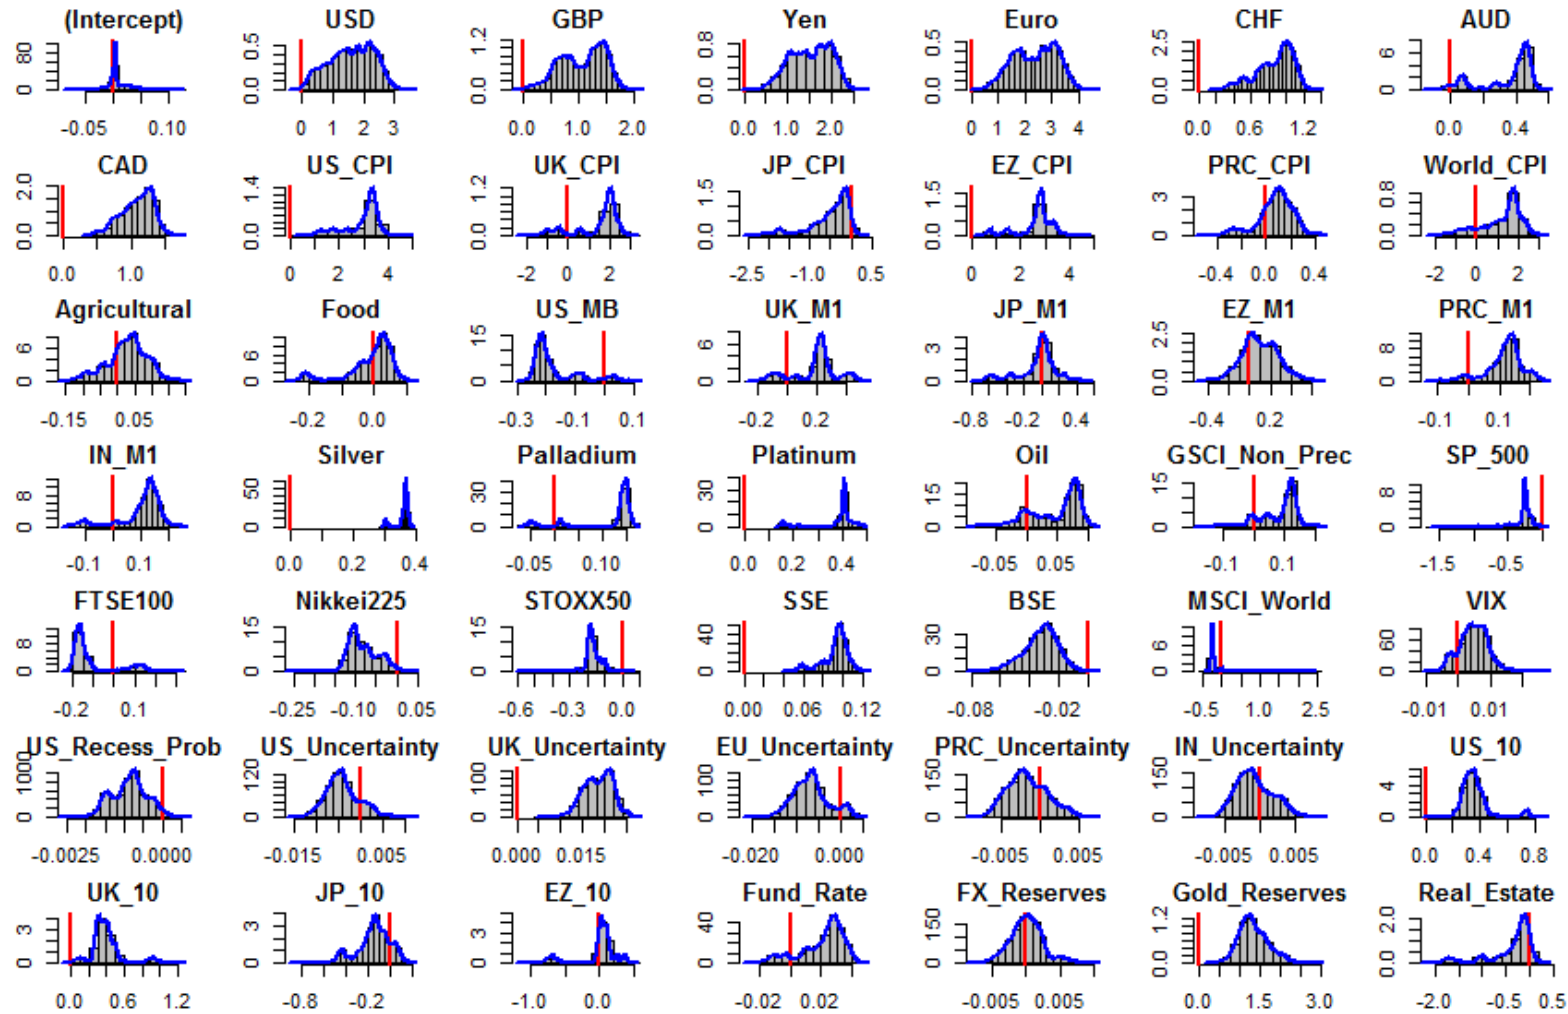 (Intercept) USD GBP Yen Euro CHF AUD
0 80 0.0 0.5 0.0 1.2 0.0 0.8 0.0 0.5 0.0 2.5 0 6
-0.05 0.10 0 1 2 3 0.0 1.0 2.0 0.0 1.0 2.0 0 1 2 3 4 0.0 0.6 1.2 0.0 0.4
CAD US_CPI UK_CPI JP_CPI EZ_CPI PRC_CPI World_CPI
0.0 2.0 0.0 1.4 0.0 1.2 0.0 1.5 0.0 1.5 0 3 0.0 0.8
0.0 1.0 0 2 4 -2 0 2 -2.5 -1.0 0.5 0 2 4 -0.4 0.0 0.4 -2 0 2
Agricultural Food US_MB UK_M1 JP_M1 EZ_M1 PRC_M1
0 6 0 6 0 15 0 6 0 3 0.0 2.5 0 8
-0.15 0.05 -0.2 0.0 -0.3 -0.1 0.1 -0.2 0.2 -0.8 -0.2 0.4 -0.4 0.2 -0.1 0.1
IN_M1 Silver Palladium Platinum Oil GSCI_Non_Prec SP_500
0 8 0 50 0 30 0 30 0 15 0 15 0 8
-0.1 0.1 0.0 0.2 0.4 -0.05 0.10 0.0 0.4 -0.05 0.05 -0.1 0.1 -1.5 -0.5
FTSE100 Nikkei225 STOXX50 SSE BSE MSCI_World VIX
0 8 0 15 0 15 0 40 0 30 0 6 0 60
-0.2 0.1 -0.25 -0.10 0.05 -0.6 -0.3 0.0 0.00 0.06 0.12 -0.08 -0.02 -0.5 1.0 2.5 -0.01 0.01
US_Recess_Prob US_Uncertainty UK_Uncertainty EU_Uncertainty PRC_Uncertainty IN_Uncertainty US_10
0 1000 0 120 0 100 0 100 0 150 0 150 0 4
-0.0025 0.0000 -0.015 0.005 0.000 0.015 -0.020 0.000 -0.005 0.005 -0.005 0.005 0.0 0.4 0.8
UK_10 JP_10 EZ_10 Fund_Rate FX_Reserves Gold_Reserves Real_Estate
0 3 0 3 0 3 0 40 0 150 0.0 1.2 0.0 2.0
0.0 0.6 1.2 -0.8 -0.2 -1.0 0.0 -0.02 0.02 -0.005 0.005 0.0 1.5 3.0 -2.0 -0.5 0.5